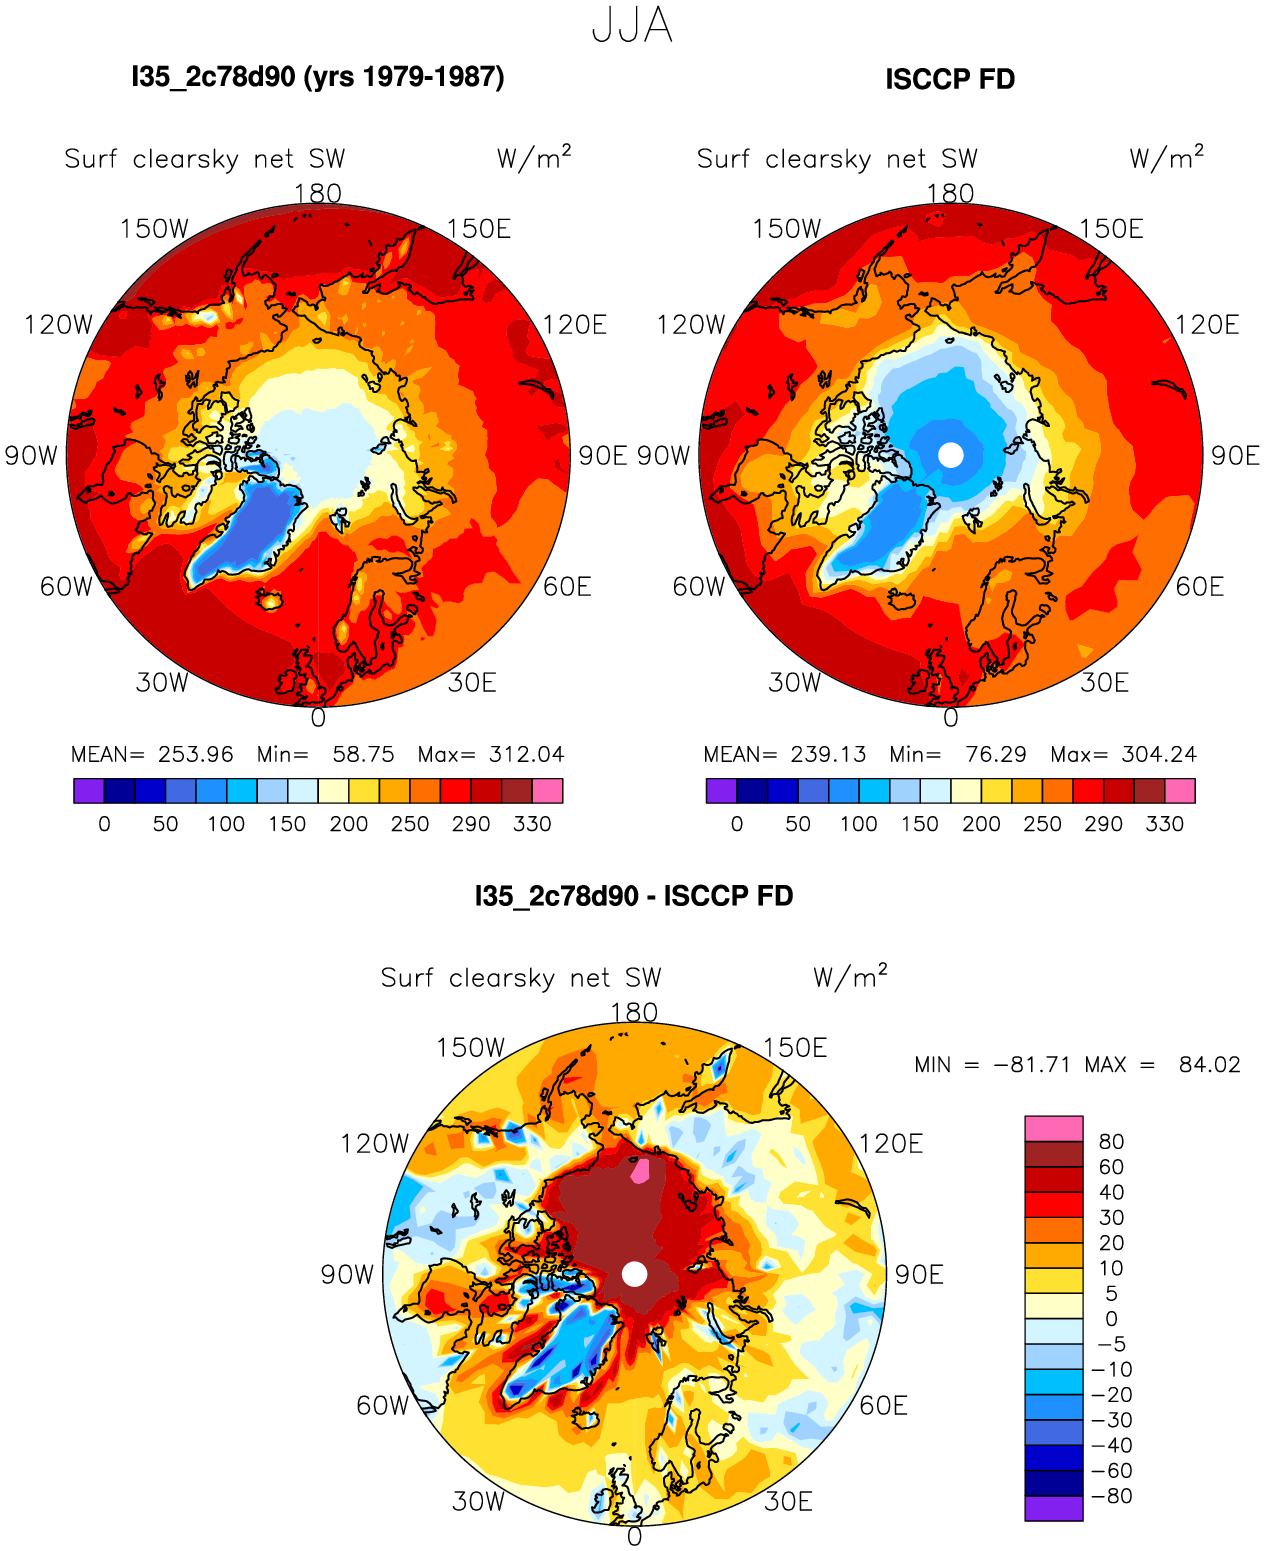 JJA
I35_2c78d90 (yrs 1979-1987)
ISCCP FD
Surf clearsky net SW W/m²
Surf clearsky net SW W/m²
180
180
150W 150E
150W 150E
120W 120E
120W 120E
90W 90E
90W 90E
60W 60E
60W 60E
30W 30E
30W 30E
0
0
MEAN= 253.96 Min= 58.75 Max= 312.04
MEAN= 239.13 Min= 76.29 Max= 304.24
0 50 100 150 200 250 290 330
0 50 100 150 200 250 290 330
I35_2c78d90 - ISCCP FD
Surf clearsky net SW W/m²
180
150W 150E
MIN = −81.71 MAX = 84.02
120W 120E
90W 90E
60W 60E
30W 30E
0
80
60
40
30
20
10
5
0
−5
−10
−20
−30
−40
−60
−80